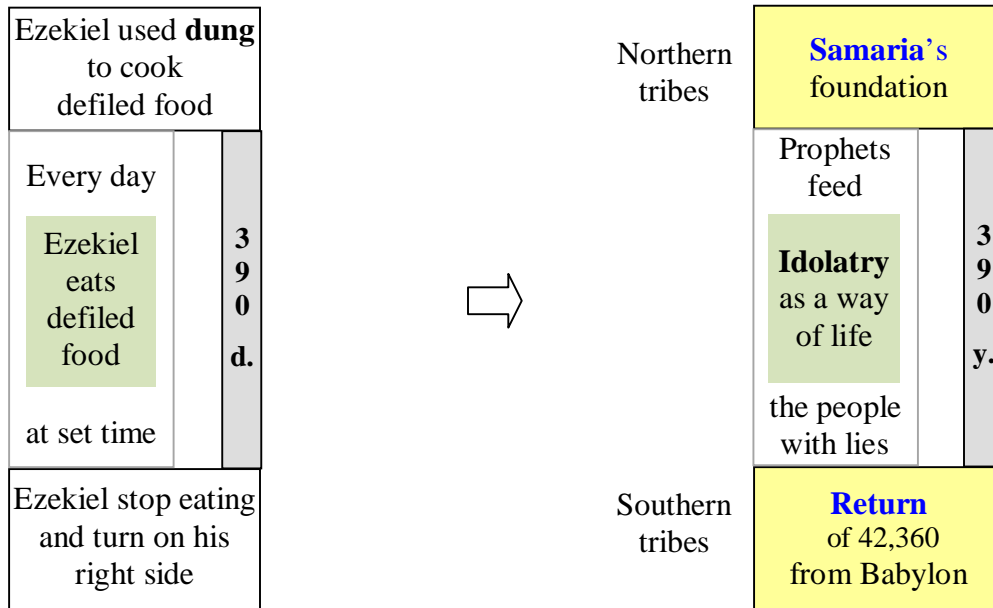 Ezekiel used dung
to cook
defiled food
Every day
Ezekiel
eats
defiled
food
at set time
3
9
0
d.
Ezekiel stop eating
and turn on his
right side
Northern
tribes
Samaria's
foundation
Prophets
feed
Idolatry
as a way
of life
the people
with lies
3
9
0
y.
Southern
tribes
Return
of 42,360
from Babylon